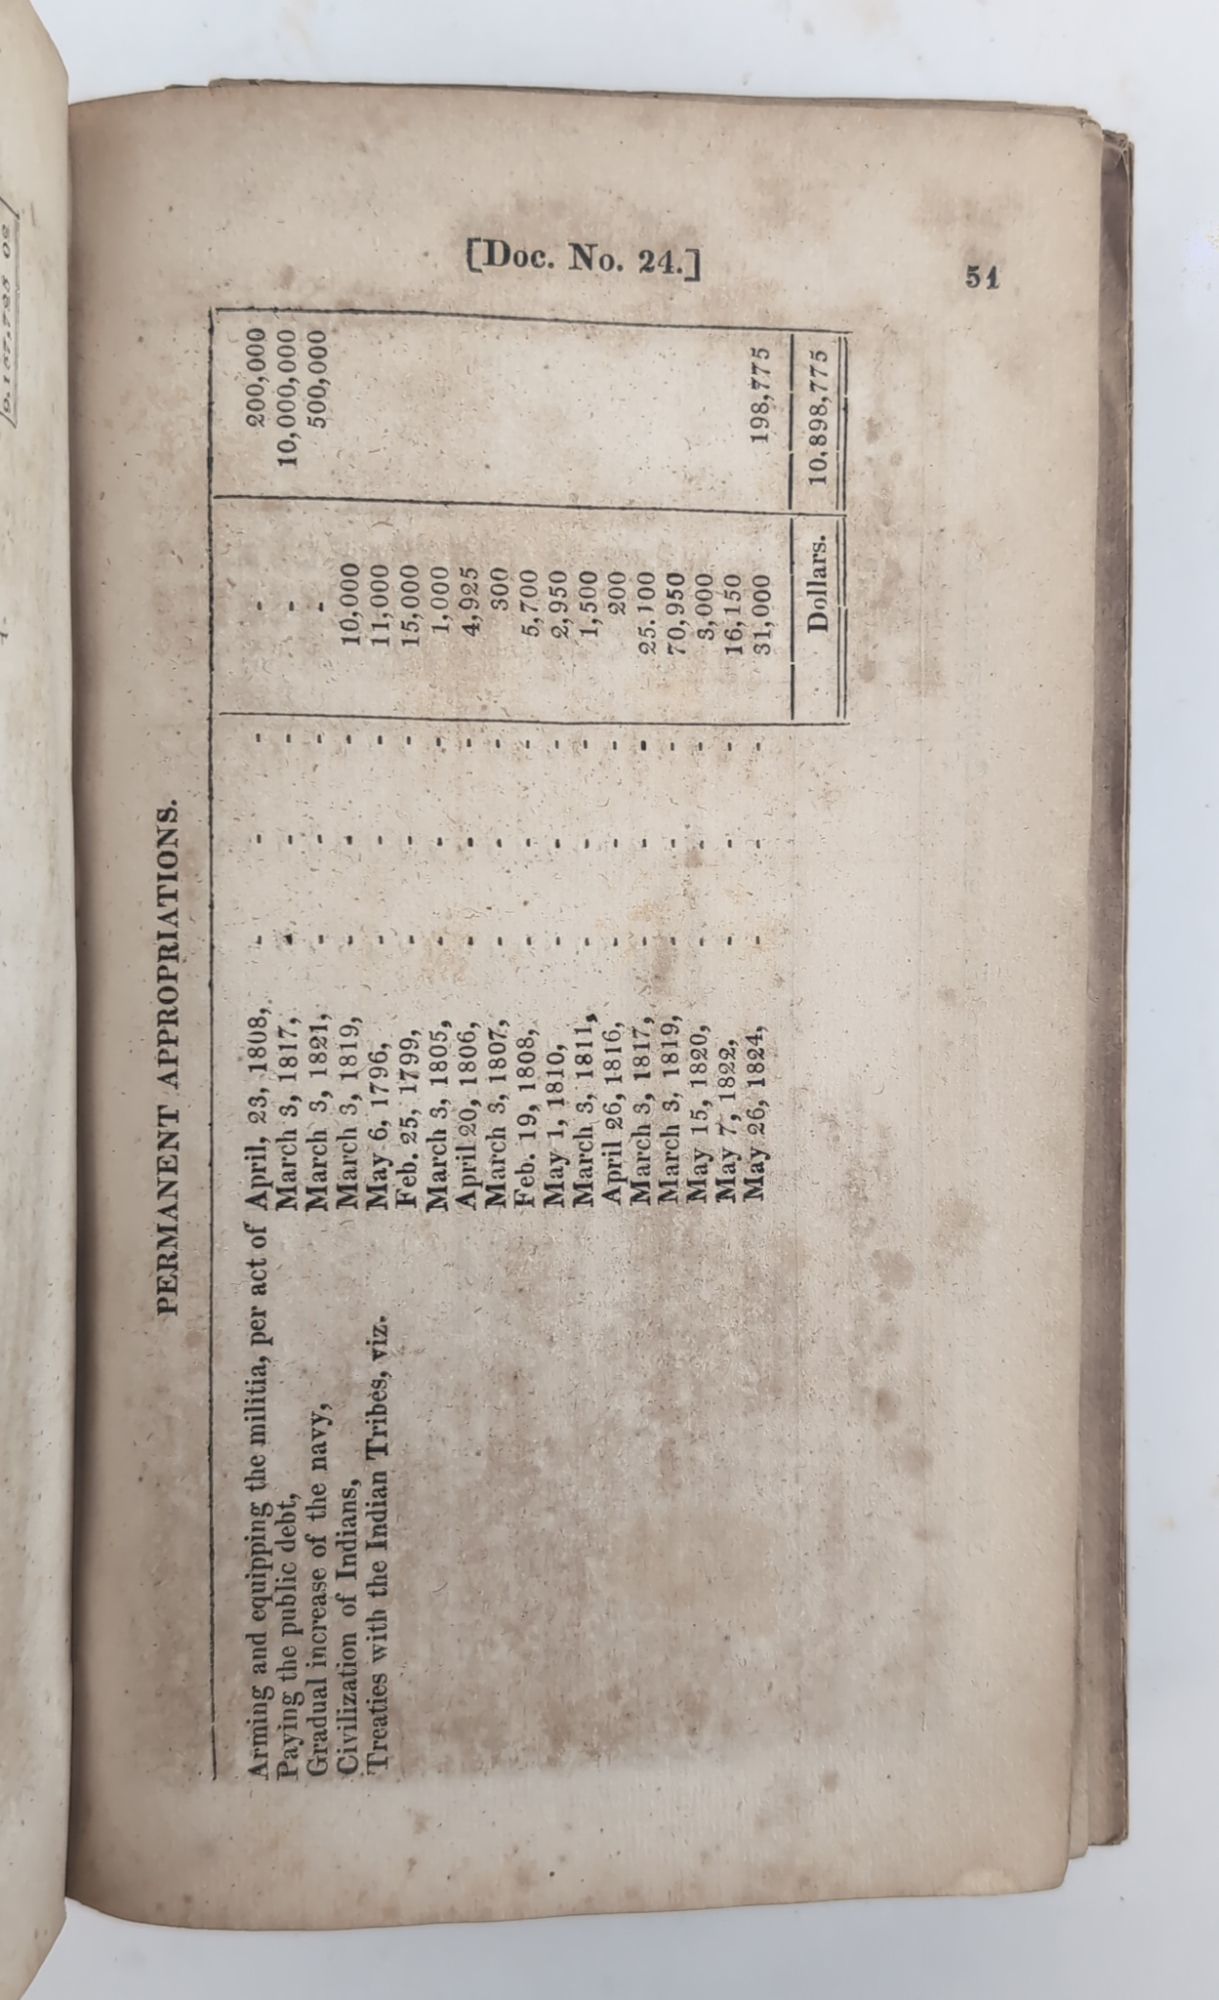 [Doc. No. 24.]
51
PERMANENT APPROPRIATIONS.
Arming and equipping the militia, per act of April, 23, 1808, - - - - 200,000
Paying the public debt, March 3, 1817, - - - - 10,000,000
Gradual increase of the navy, March 3, 1821, - - - - 500,000
Civilization of Indians, March 3, 1819, - - - 10,000
Treaties with the Indian Tribes, viz. May 6, 1796, - - - 11,000
Feb. 25, 1799, - - - 15,000
March 3, 1805, - - - 1,000
April 20, 1806, - - - 4,925
March 3, 1807, - - - 300
Feb. 19, 1808, - - - 5,700
May 1, 1810, - - - 2,950
March 3, 1811, - - - 1,500
April 26, 1816, - - - 200
March 3, 1817, - - - 25.100
March 3, 1819, - - - 70,950
May 15, 1820, - - - 3,000
May 7, 1822, - - - 16,150
May 26, 1824, - - - 31,000 198,775
Dollars. 10,898,775